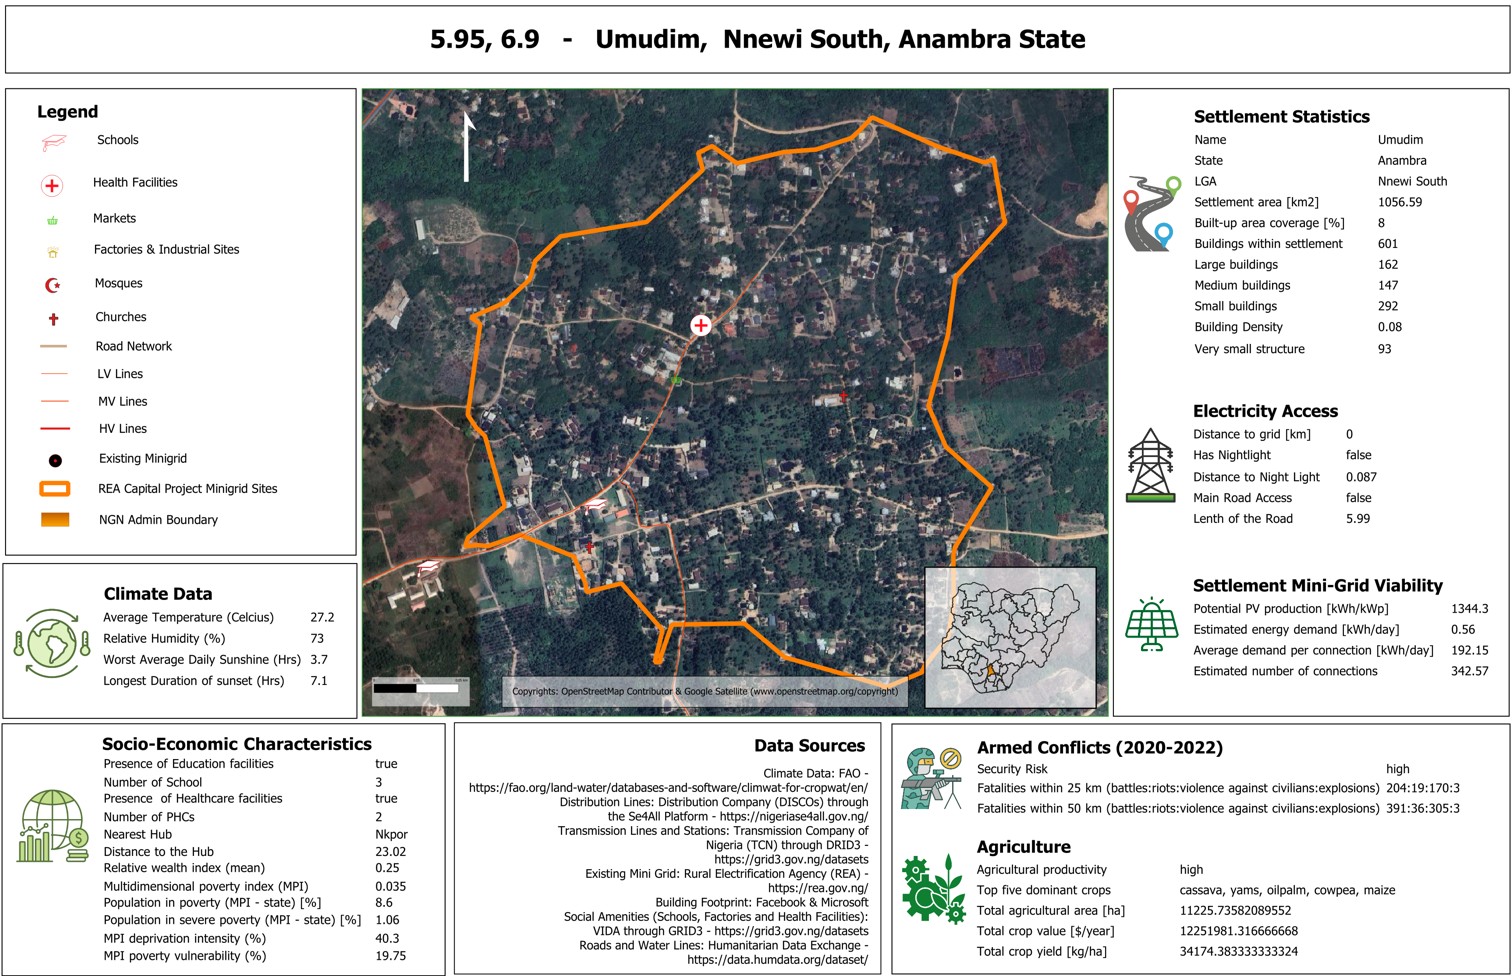 5.95, 6.9 - Umudim, Nnewi South, Anambra State
Legend
Schools
Health Facilities
Markets
Factories & Industrial Sites
Mosques
Churches
Road Network
LV Lines
MV Lines
HV Lines
Existing Minigrid
REA Capital Project Minigrid Sites
NGN Admin Boundary
Climate Data
Average Temperature (Celcius) 27.2
Relative Humidity (%) 73
Worst Average Daily Sunshine (Hrs) 3.7
Longest Duration of sunset (Hrs) 7.1
Copyrights: OpenStreetMap Contributor & Google Satellite (www.openstreetmap.org/copyright)
Settlement Statistics
Name Umudim
State Anambra
LGA Nnewi South
Settlement area [km2] 1056.59
Built-up area coverage [%] 8
Buildings within settlement 601
Large buildings 162
Medium buildings 147
Small buildings 292
Building Density 0.08
Very small structure 93
Electricity Access
Distance to grid [km] 0
Has Nightlight false
Distance to Night Light 0.087
Main Road Access false
Lenth of the Road 5.99
Settlement Mini-Grid Viability
Potential PV production [kWh/kWp] 1344.3
Estimated energy demand [kWh/day] 0.56
Average demand per connection [kWh/day] 192.15
Estimated number of connections 342.57
Socio-Economic Characteristics
Presence of Education facilities true
Number of School 3
Presence of Healthcare facilities true
Number of PHCs 2
Nearest Hub Nkpor
Distance to the Hub 23.02
Relative wealth index (mean) 0.25
Multidimensional poverty index (MPI) 0.035
Population in poverty (MPI - state) [%] 8.6
Population in severe poverty (MPI - state) [%] 1.06
MPI deprivation intensity (%) 40.3
MPI poverty vulnerability (%) 19.75
Data Sources
Climate Data: FAO -
https://fao.org/land-water/databases-and-software/climwat-for-cropwat/en/
Distribution Lines: Distribution Company (DISCOs) through
the Se4All Platform - https://nigeriase4all.gov.ng/
Transmission Lines and Stations: Transmission Company of
Nigeria (TCN) through DRID3 -
https://grid3.gov.ng/datasets
Existing Mini Grid: Rural Electrification Agency (REA) -
https://rea.gov.ng/
Building Footprint: Facebook & Microsoft
Social Amenities (Schools, Factories and Health Facilities):
VIDA through GRID3 - https://grid3.gov.ng/datasets
Roads and Water Lines: Humanitarian Data Exchange -
https://data.humdata.org/dataset/
Armed Conflicts (2020-2022)
Security Risk high
Fatalities within 25 km (battles:riots:violence against civilians:explosions) 204:19:170:3
Fatalities within 50 km (battles:riots:violence against civilians:explosions) 391:36:305:3
Agriculture
Agricultural productivity high
Top five dominant crops cassava, yams, oilpalm, cowpea, maize
Total agricultural area [ha] 11225.73582089552
Total crop value [$/year] 12251981.316666668
Total crop yield [kg/ha] 34174.383333333324